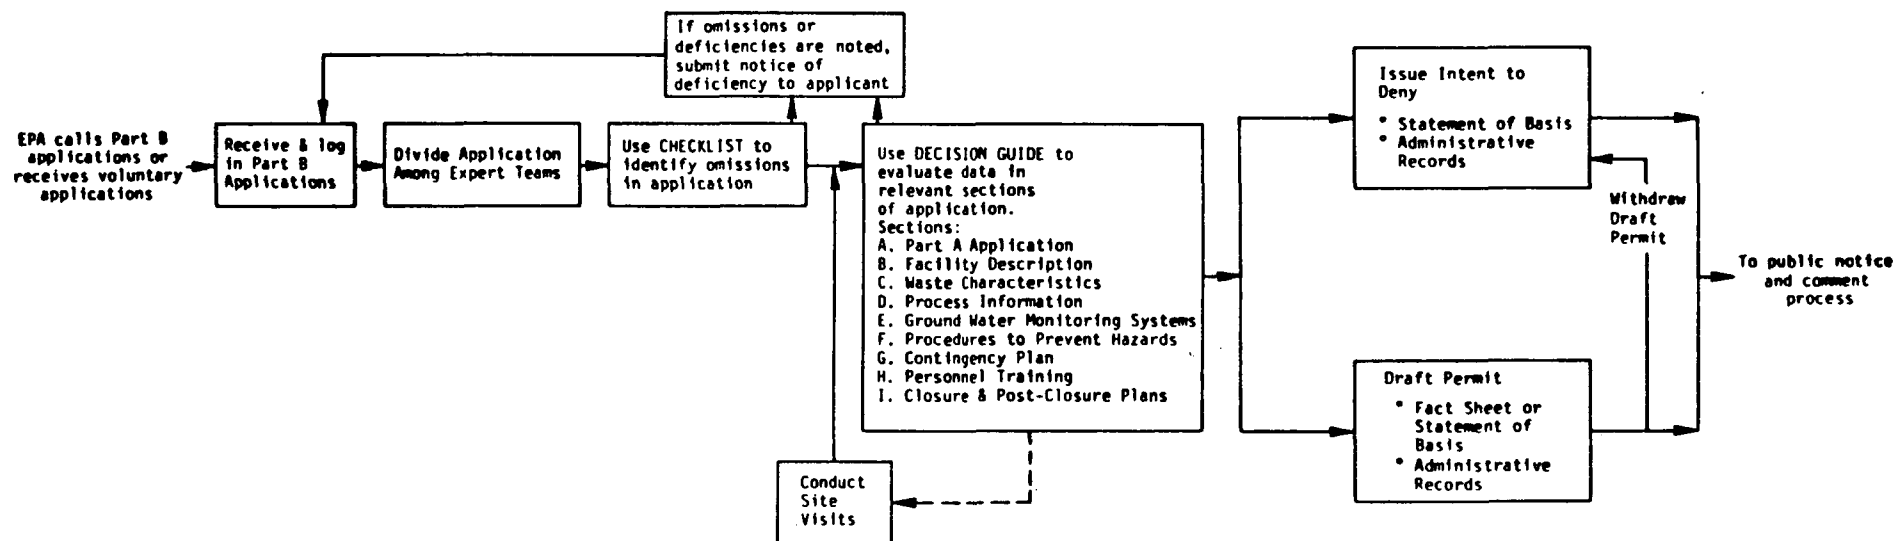 If omissions or
deficiencies are noted,
submit notice of
deficiency to applicant
EPA calls Part B
applications or
receives voluntary
applications
Receive & log
in Part B
Applications
Divide Application
Among Expert Teams
Use CHECKLIST to
identify omissions
in application
Use DECISION GUIDE to
evaluate data in
relevant sections
of application.
Sections:
A. Part A Application
B. Facility Description
C. Waste Characteristics
D. Process Information
E. Ground Water Monitoring Systems
F. Procedures to Prevent Hazards
G. Contingency Plan
H. Personnel Training
I. Closure & Post-Closure Plans
Conduct
Site
Visits
Issue Intent to
Deny
* Statement of Basis
* Administrative
Records
Withdraw
Draft
Permit
Draft Permit
* Fact Sheet or
Statement of
Basis
* Administrative
Records
To public notice
and comment
process